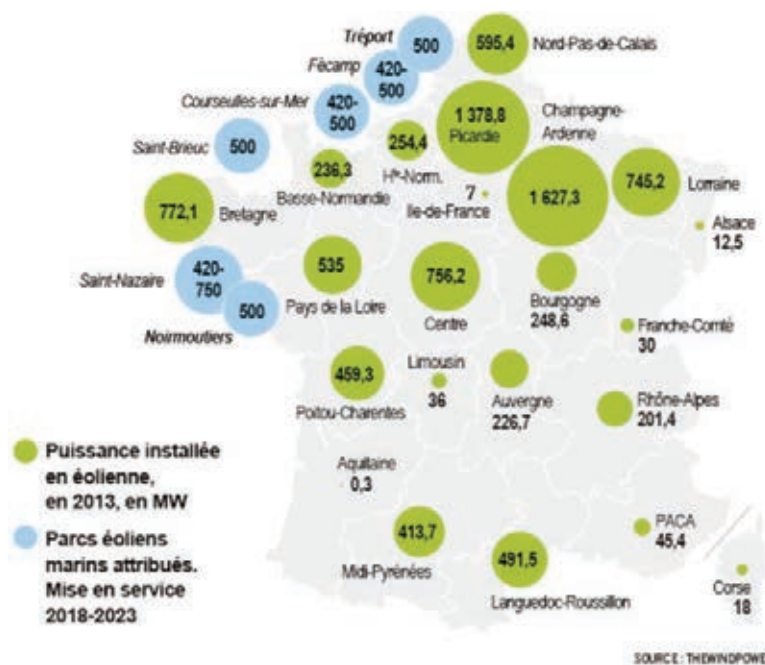 Tréport
500
595,4
Nord-Pas-de-Calais
Fécamp
420-
500
Courseulles-sur-Mer
420-
500
1 378,8
Picardie
Champagne-
Ardenne
Saint-Brieuc
500
254,4
Hte-Norm.
236,3
Basse-Normandie
7
Ile-de-France
1 627,3
745,2
Lorraine
772,1
Bretagne
Alsace
12,5
Saint-Nazaire
420-
750
535
Pays de la Loire
756,2
Centre
Bourgogne
248,6
500
Noirmoutiers
Franche-Comté
30
459,3
Poitou-Charentes
Limousin
36
Auvergne
226,7
Rhône-Alpes
201,4
Puissance installée
en éolienne,
en 2013, en MW
Aquitaine
0,3
Parcs éoliens
marins attribués.
Mise en service
2018-2023
413,7
Midi-Pyrénées
491,5
Languedoc-Roussillon
PACA
45,4
Corse
18
SOURCE : THEWINDPOWE